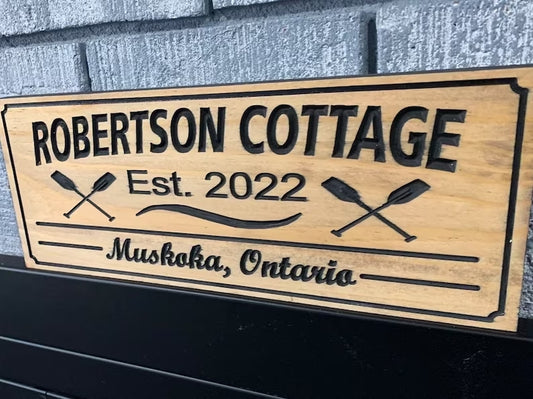 ROBERTSON COTTAGE
Est. 2022
Muskoka, Ontario